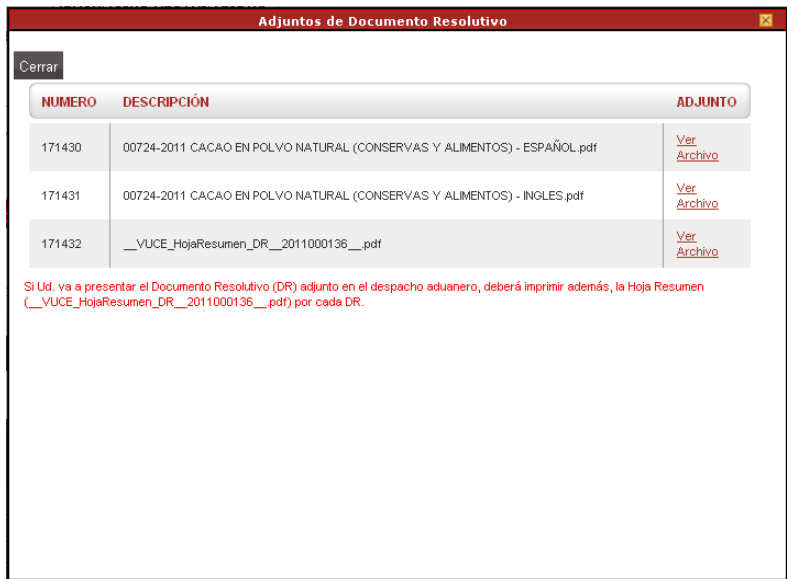 Adjuntos de Documento Resolutivo
Cerrar
NUMERO DESCRIPCIÓN ADJUNTO
171430 00724-2011 CACAO EN POLVO NATURAL (CONSERVAS Y ALIMENTOS) - ESPAÑOL.pdf Ver
Archivo
171431 00724-2011 CACAO EN POLVO NATURAL (CONSERVAS Y ALIMENTOS) - INGLES.pdf Ver
Archivo
171432 __VUCE_HojaResumen_DR__2011000136__.pdf Ver
Archivo
Si Ud. va a presentar el Documento Resolutivo (DR) adjunto en el despacho aduanero, deberá imprimir además, la Hoja Resumen
(__VUCE_HojaResumen_DR__2011000136__.pdf) por cada DR.